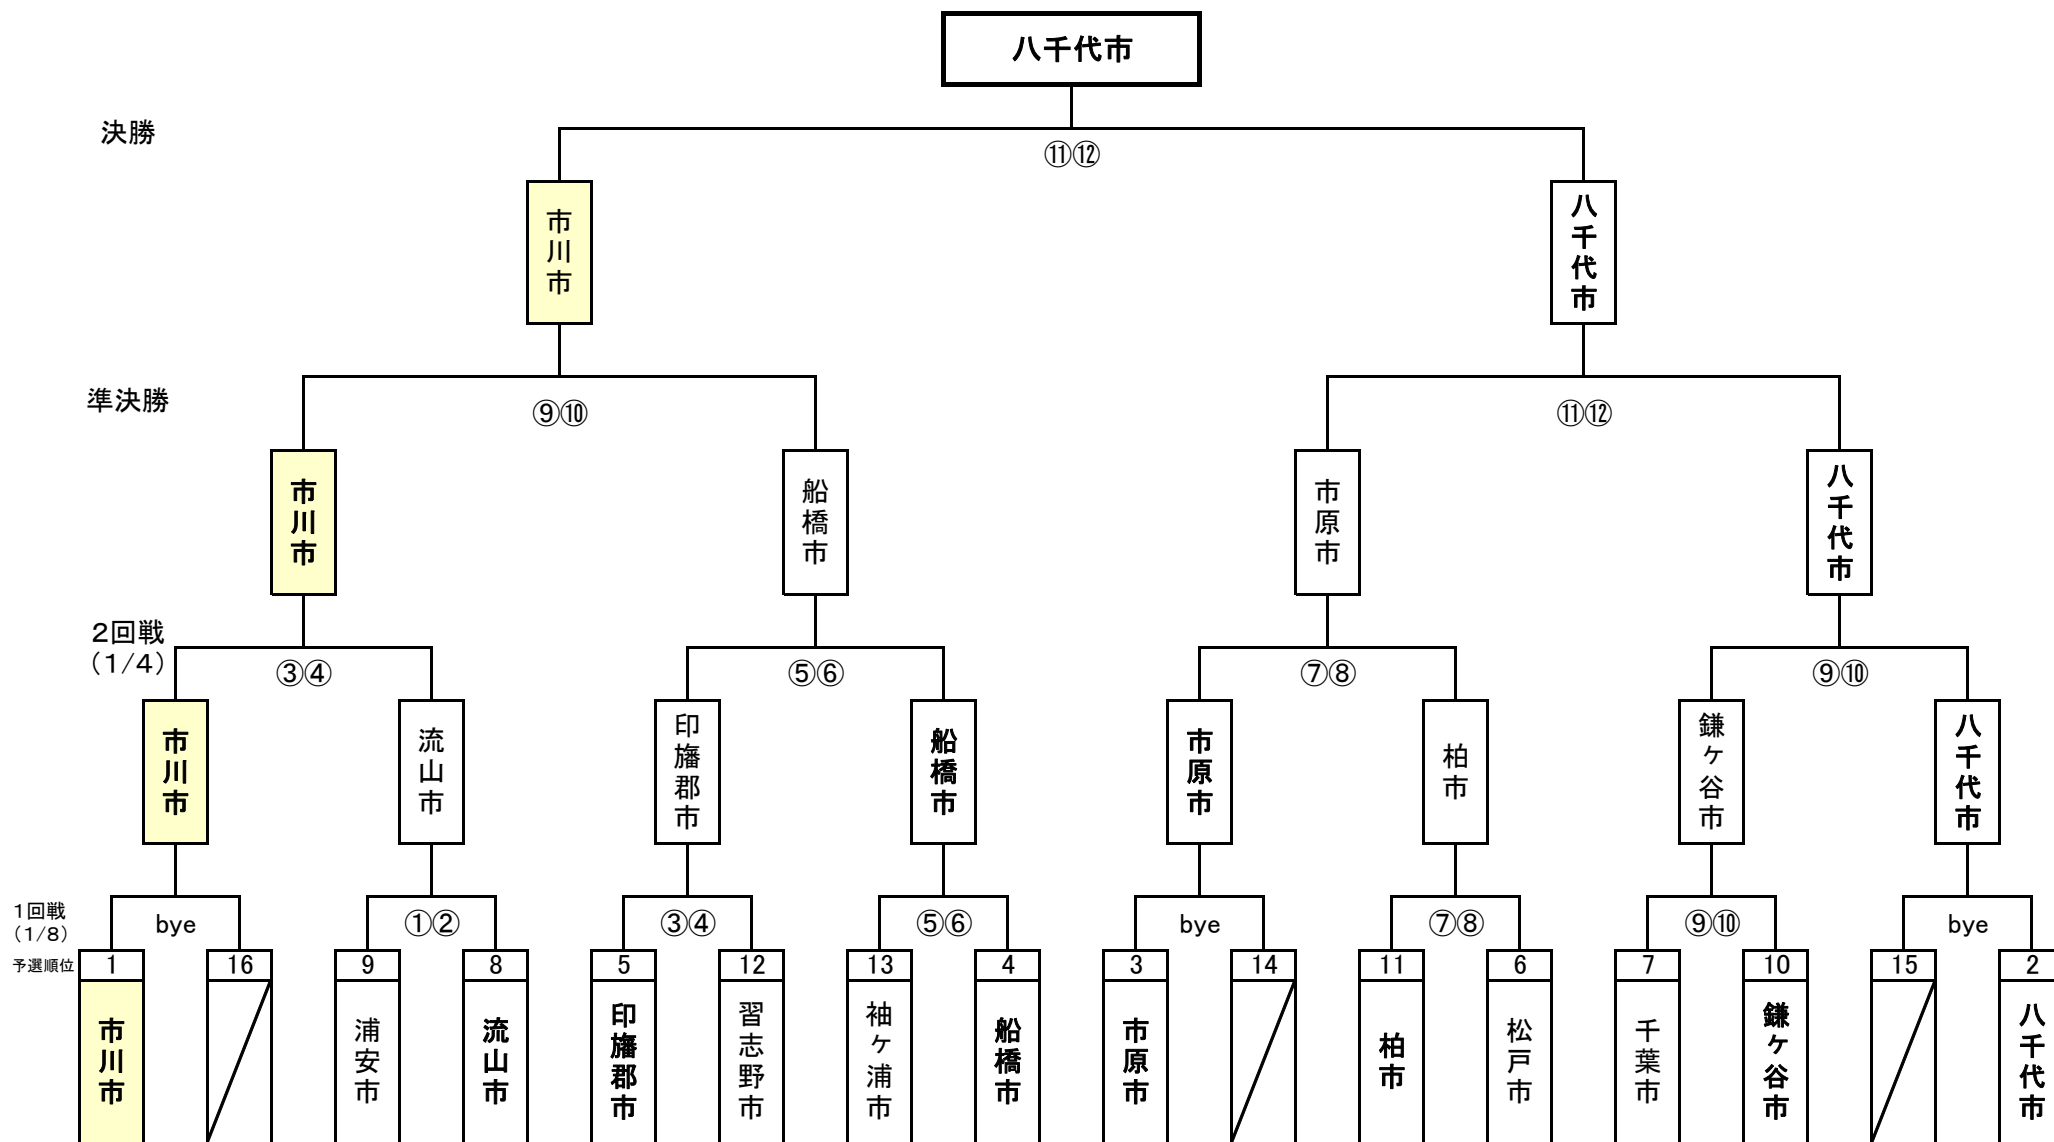 八千代市
決勝
⑪⑫
市川市
八千代市
準決勝
⑨⑩
⑪⑫
市川市
船橋市
市原市
八千代市
2回戦
(1/4)
③④
⑤⑥
⑦⑧
⑨⑩
市川市
流山市
印旛郡市
船橋市
市原市
柏市
鎌ヶ谷市
八千代市
1回戦
(1/8)
bye
①②
③④
⑤⑥
bye
⑦⑧
⑨⑩
bye
予選順位
1
16
9
8
5
12
13
4
3
14
11
6
7
10
15
2
市川市
浦安市
流山市
印旛郡市
習志野市
袖ケ浦市
船橋市
市原市
柏市
松戸市
千葉市
鎌ヶ谷市
八千代市